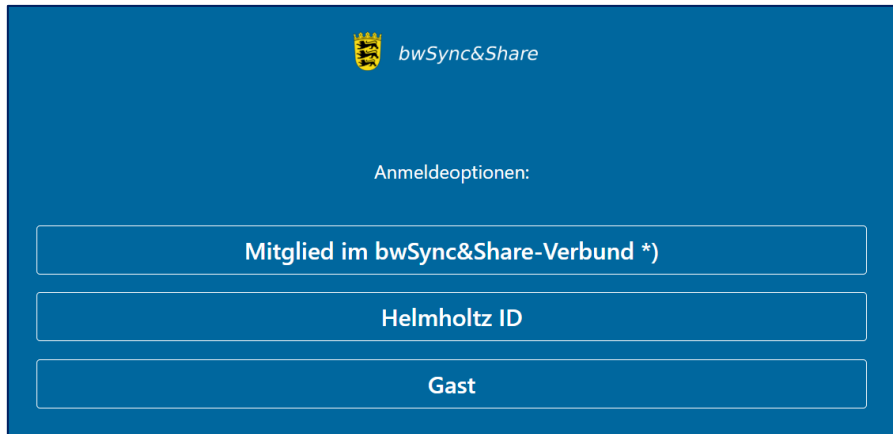 bwSync&Share
Anmeldeoptionen:
Mitglied im bwSync&Share-Verbund *)
Helmholtz ID
Gast